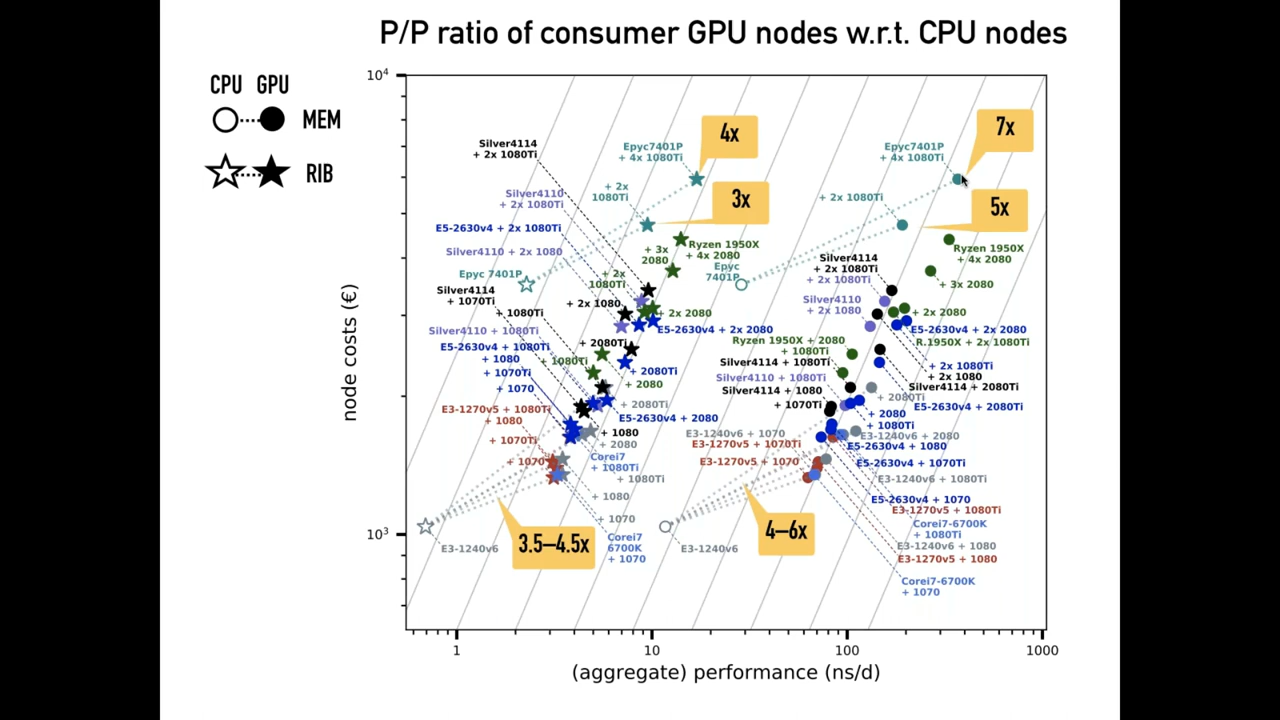 P/P ratio of consumer GPU nodes w.r.t. CPU nodes
CPU GPU
MEM
RIB
node costs (€)
10⁴
10³
Silver4114
+ 2x 1080Ti
Silver4110
+ 2x 1080Ti
E5-2630v4 + 2x 1080Ti
Silver4110 + 2x 1080
Epyc 7401P
Silver4114
+ 1070Ti
+ 1080Ti
Silver4110 + 1080Ti
E5-2630v4 + 1080Ti
+ 1080
+ 1070Ti
+ 1070
E3-1270v5 + 1080Ti
+ 1080
+ 1070Ti
+ 1070
E3-1240v6
3.5–4.5x
Epyc7401P
+ 4x 1080Ti
4x
+ 2x
1080Ti
3x
Ryzen 1950X
+ 4x 2080
+ 3x
2080
+ 2x
1080Ti
+ 2x 1080
+ 2x 2080
E5-2630v4 + 2x 2080
+ 2080Ti
+ 1080Ti
+ 2080Ti
+ 2080
+ 2080Ti
E5-2630v4 + 2080
+ 1080
+ 2080
Corei7
+ 1080Ti
+ 1080Ti
+ 1080
+ 1070
Corei7
6700K
+ 1070
Epyc
7401P
Epyc7401P
+ 4x 1080Ti
7x
+ 2x 1080Ti
5x
Ryzen 1950X
+ 4x 2080
+ 3x 2080
Silver4114
+ 2x 1080Ti
+ 2x 1080Ti
Silver4110
+ 2x 1080
+ 2x 2080
E5-2630v4 + 2x 2080
R.1950X + 2x 1080Ti
Ryzen 1950X + 2080
+ 1080Ti
Silver4114 + 1080Ti
Silver4110 + 1080Ti
Silver4114 + 1080
+ 1070Ti
+ 2x 1080Ti
+ 2x 1080
Silver4114 + 2080Ti
+ 2080Ti
E5-2630v4 + 2080Ti
+ 2080
+ 1080Ti
E3-1240v6 + 1070
E3-1270v5 + 1070Ti
E3-1270v5 + 1070
E3-1240v6 + 2080
E5-2630v4 + 1080
E5-2630v4 + 1070Ti
E3-1240v6 + 1080Ti
E5-2630v4 + 1070
E3-1270v5 + 1080Ti
Corei7-6700K
+ 1080Ti
E3-1240v6 + 1080
E3-1270v5 + 1080
Corei7-6700K
+ 1070
4–6x
E3-1240v6
1 10 100 1000
(aggregate) performance (ns/d)